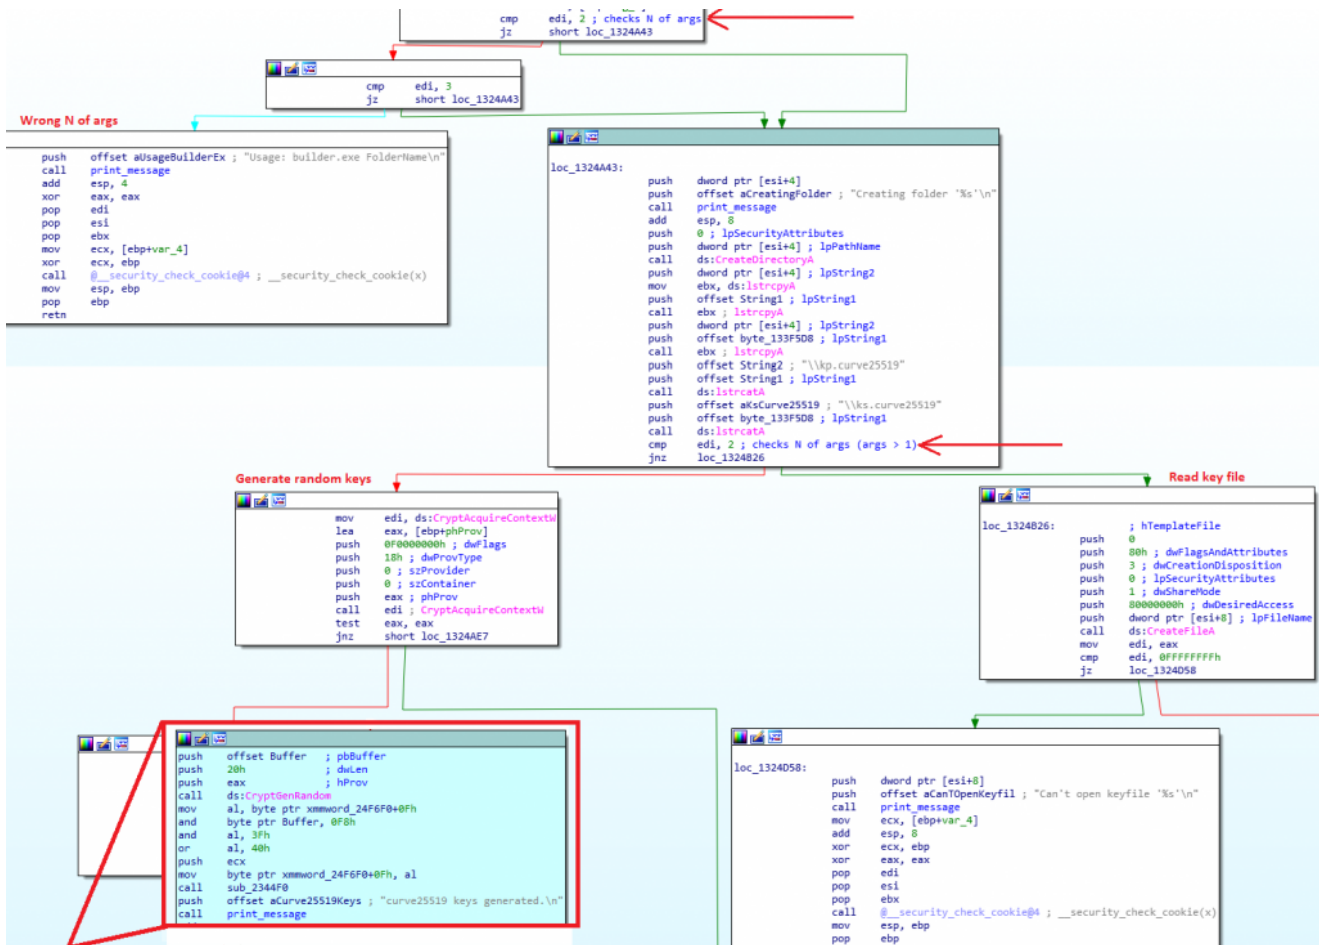 cmp edi, 2 ; checks N of args
jz short loc_1324A43
cmp edi, 3
jz short loc_1324A43
Wrong N of args
push offset aUsageBuilderEx ; "Usage: builder.exe FolderName\n"
call print_message
add esp, 4
xor eax, eax
pop edi
pop esi
pop ebx
mov ecx, [ebp+var_4]
xor ecx, ebp
call @__security_check_cookie@4 ; __security_check_cookie(x)
mov esp, ebp
pop ebp
retn
loc_1324A43:
push dword ptr [esi+4]
push offset aCreatingFolder ; "Creating folder '%s'\n"
call print_message
add esp, 8
push 0 ; lpSecurityAttributes
push dword ptr [esi+4] ; lpPathName
call ds:CreateDirectoryA
push dword ptr [esi+4] ; lpString2
mov ebx, ds:lstrcpyA
push offset String1 ; lpString1
call ebx ; lstrcpyA
push dword ptr [esi+4] ; lpString2
push offset byte_133F5D8 ; lpString1
call ebx ; lstrcpyA
push offset String2 ; "\\kp.curve25519"
push offset String1 ; lpString1
call ds:lstrcatA
push offset aKsCurve25519 ; "\\ks.curve25519"
push offset byte_133F5D8 ; lpString1
call ds:lstrcatA
cmp edi, 2 ; checks N of args (args > 1)
jnz loc_1324B26
Generate random keys
mov edi, ds:CryptAcquireContextW
lea eax, [ebp+phProv]
push 0F0000000h ; dwFlags
push 18h ; dwProvType
push 0 ; szProvider
push 0 ; szContainer
push eax ; phProv
call edi ; CryptAcquireContextW
test eax, eax
jnz short loc_1324AE7
Read key file
loc_1324B26: ; hTemplateFile
push 0
push 80h ; dwFlagsAndAttributes
push 3 ; dwCreationDisposition
push 0 ; lpSecurityAttributes
push 1 ; dwShareMode
push 80000000h ; dwDesiredAccess
push dword ptr [esi+8] ; lpFileName
call ds:CreateFileA
mov edi, eax
cmp edi, 0FFFFFFFFh
jz loc_1324D58
push offset Buffer ; pbBuffer
push 20h ; dwLen
push eax ; hProv
call ds:CryptGenRandom
mov al, byte ptr xmmword_24F6F0+0Fh
and byte ptr Buffer, 0F8h
and al, 3Fh
or al, 40h
push ecx
mov byte ptr xmmword_24F6F0+0Fh, al
call sub_2344F0
push offset aCurve25519Keys ; "curve25519 keys generated.\n"
call print_message
loc_1324D58:
push dword ptr [esi+8]
push offset aCanTOpenKeyfil ; "Can't open keyfile '%s'\n"
call print_message
mov ecx, [ebp+var_4]
add esp, 8
xor ecx, ebp
xor eax, eax
pop edi
pop esi
pop ebx
call @__security_check_cookie@4 ; __security_check_cookie(x)
mov esp, ebp
pop ebp